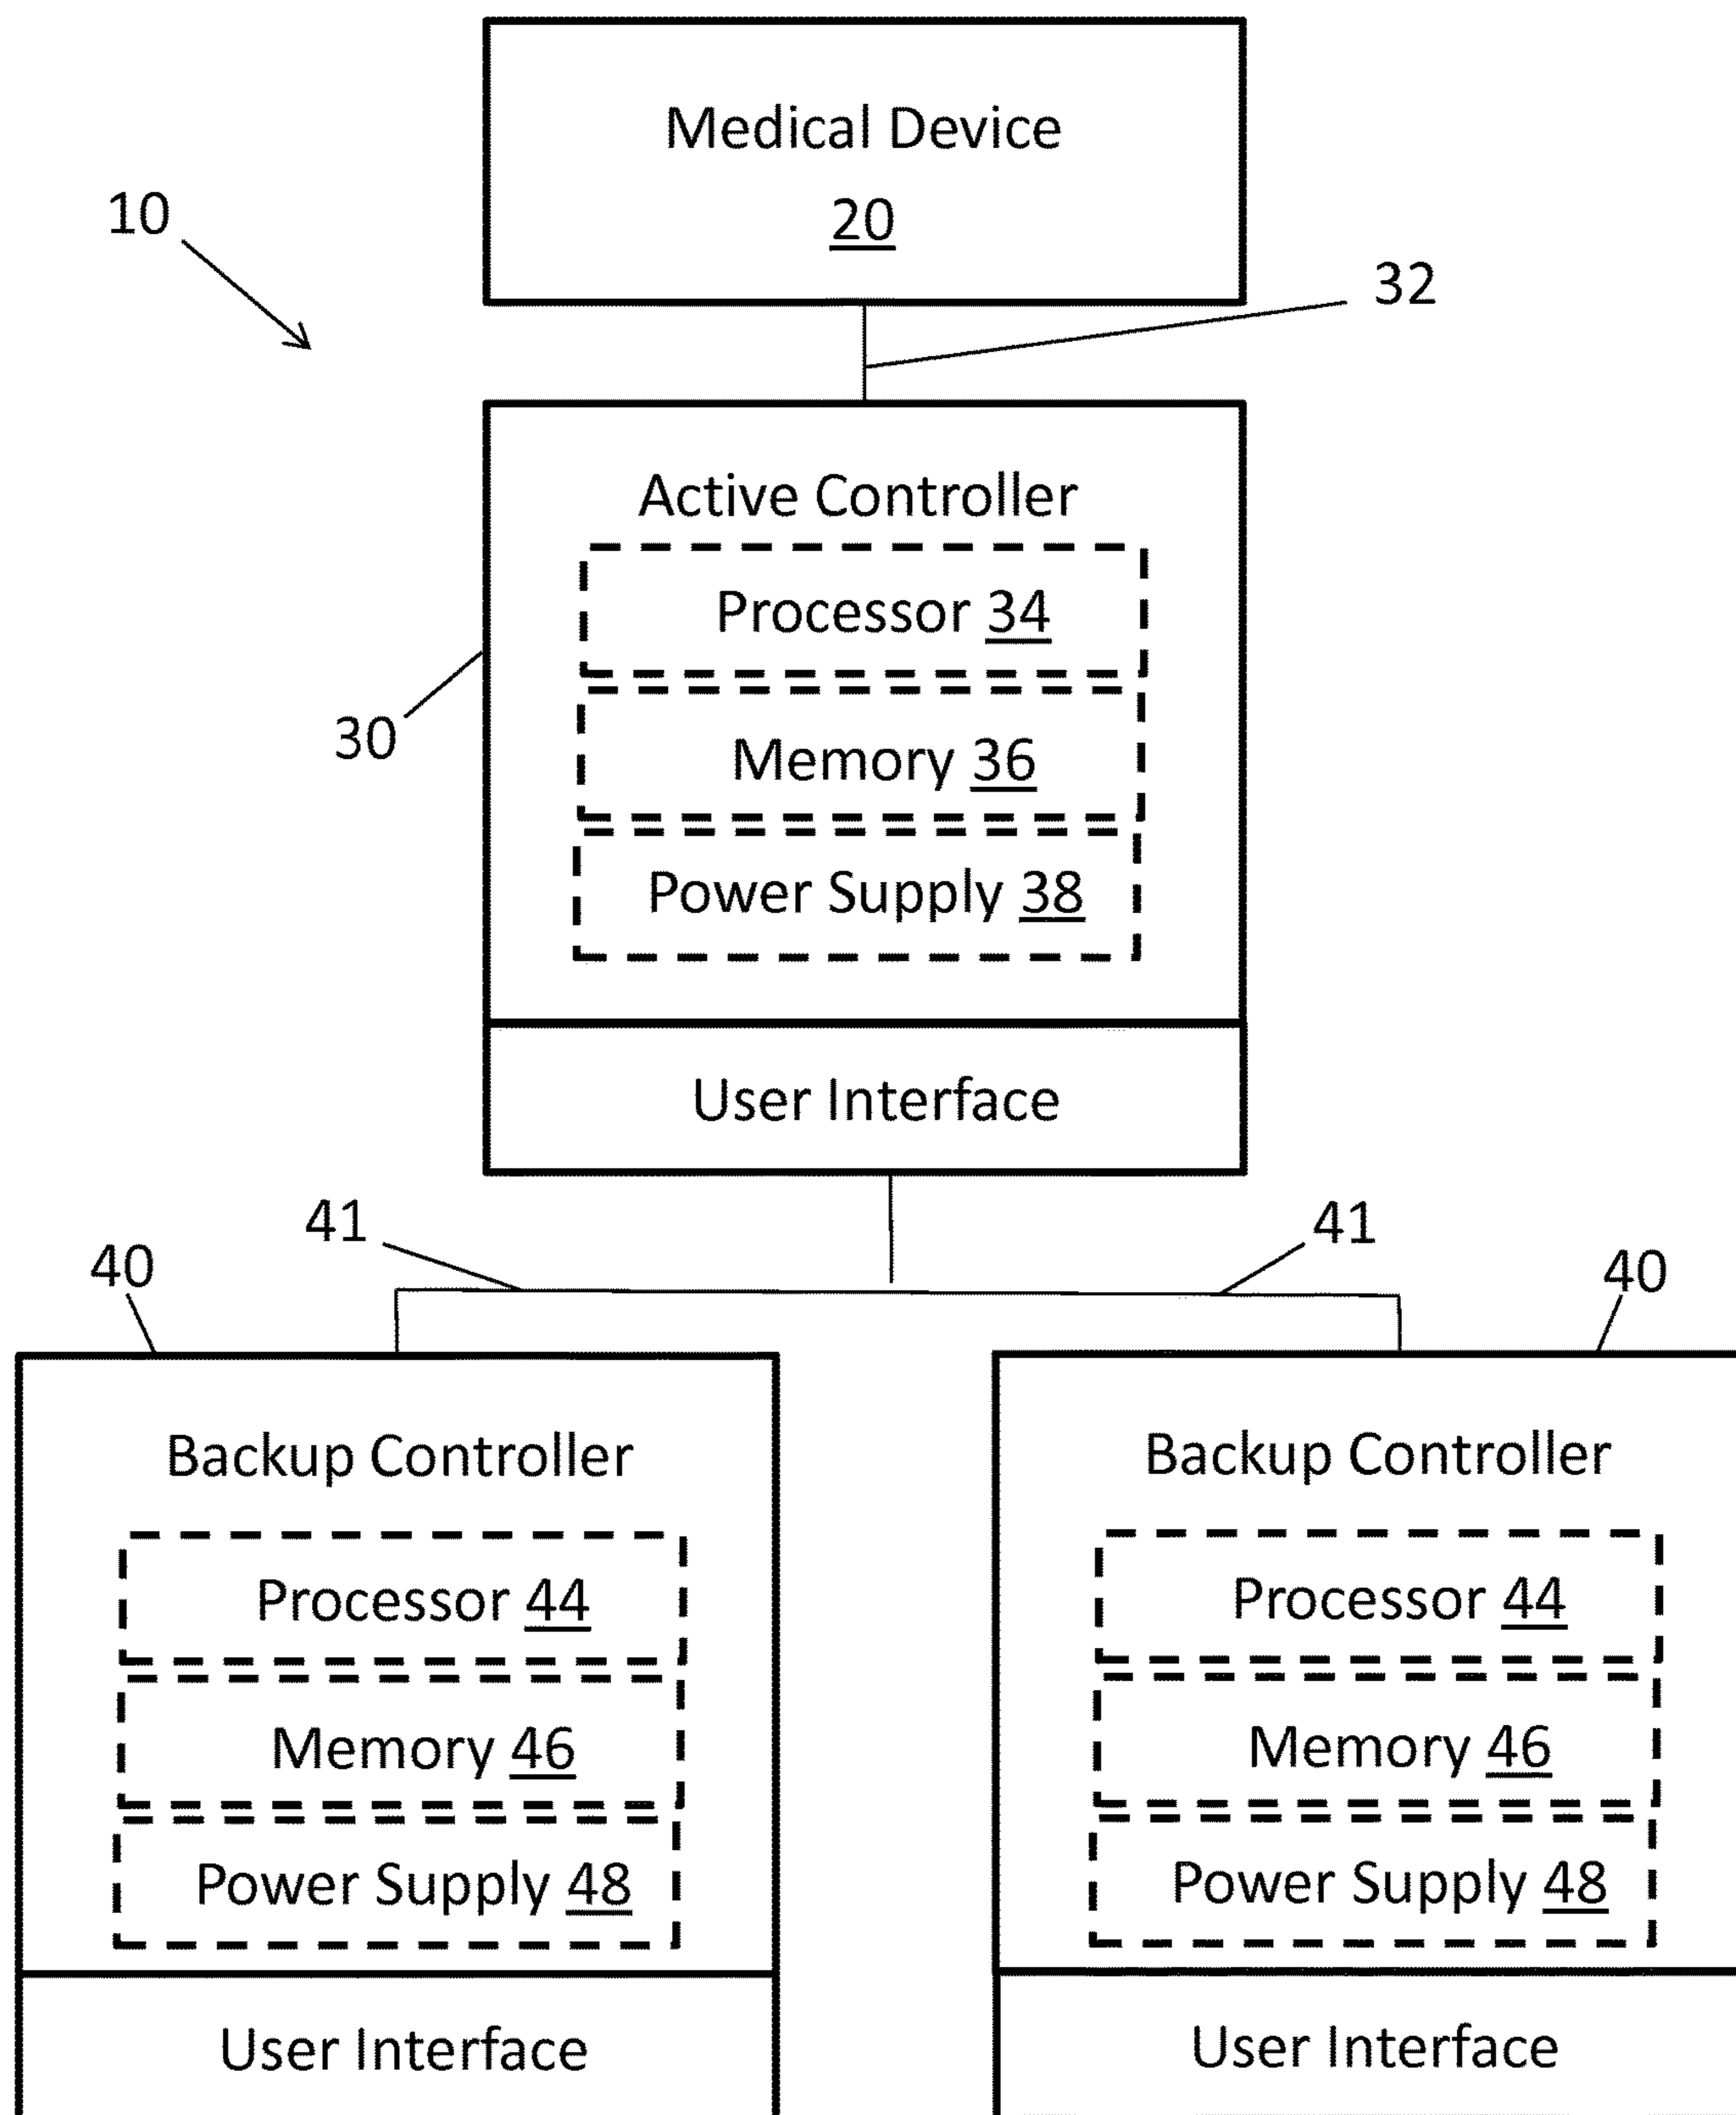 Medical Device
20
10
32
Active Controller
Processor 34
30
Memory 36
Power Supply 38
User Interface
41
41
40
40
Backup Controller
Processor 44
Memory 46
Power Supply 48
User Interface
Backup Controller
Processor 44
Memory 46
Power Supply 48
User Interface